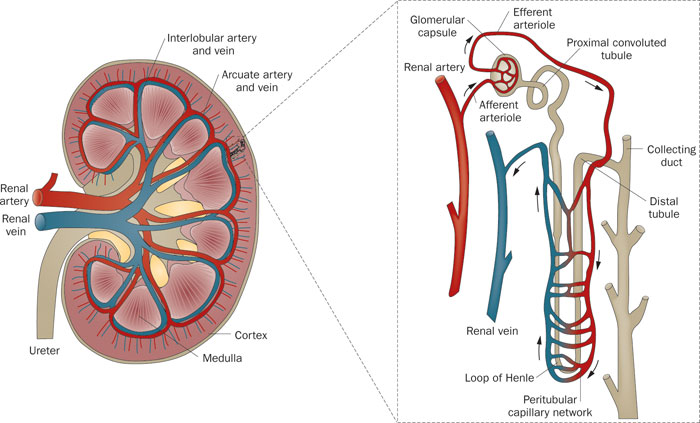 Interlobular artery
and vein
Arcuate artery
and vein
Renal
artery
Renal
vein
Ureter
Cortex
Medulla
Efferent
arteriole
Glomerular
capsule
Proximal convoluted
tubule
Renal artery
Afferent
arteriole
Collecting
duct
Distal
tubule
Renal vein
Loop of Henle
Peritubular
capillary network